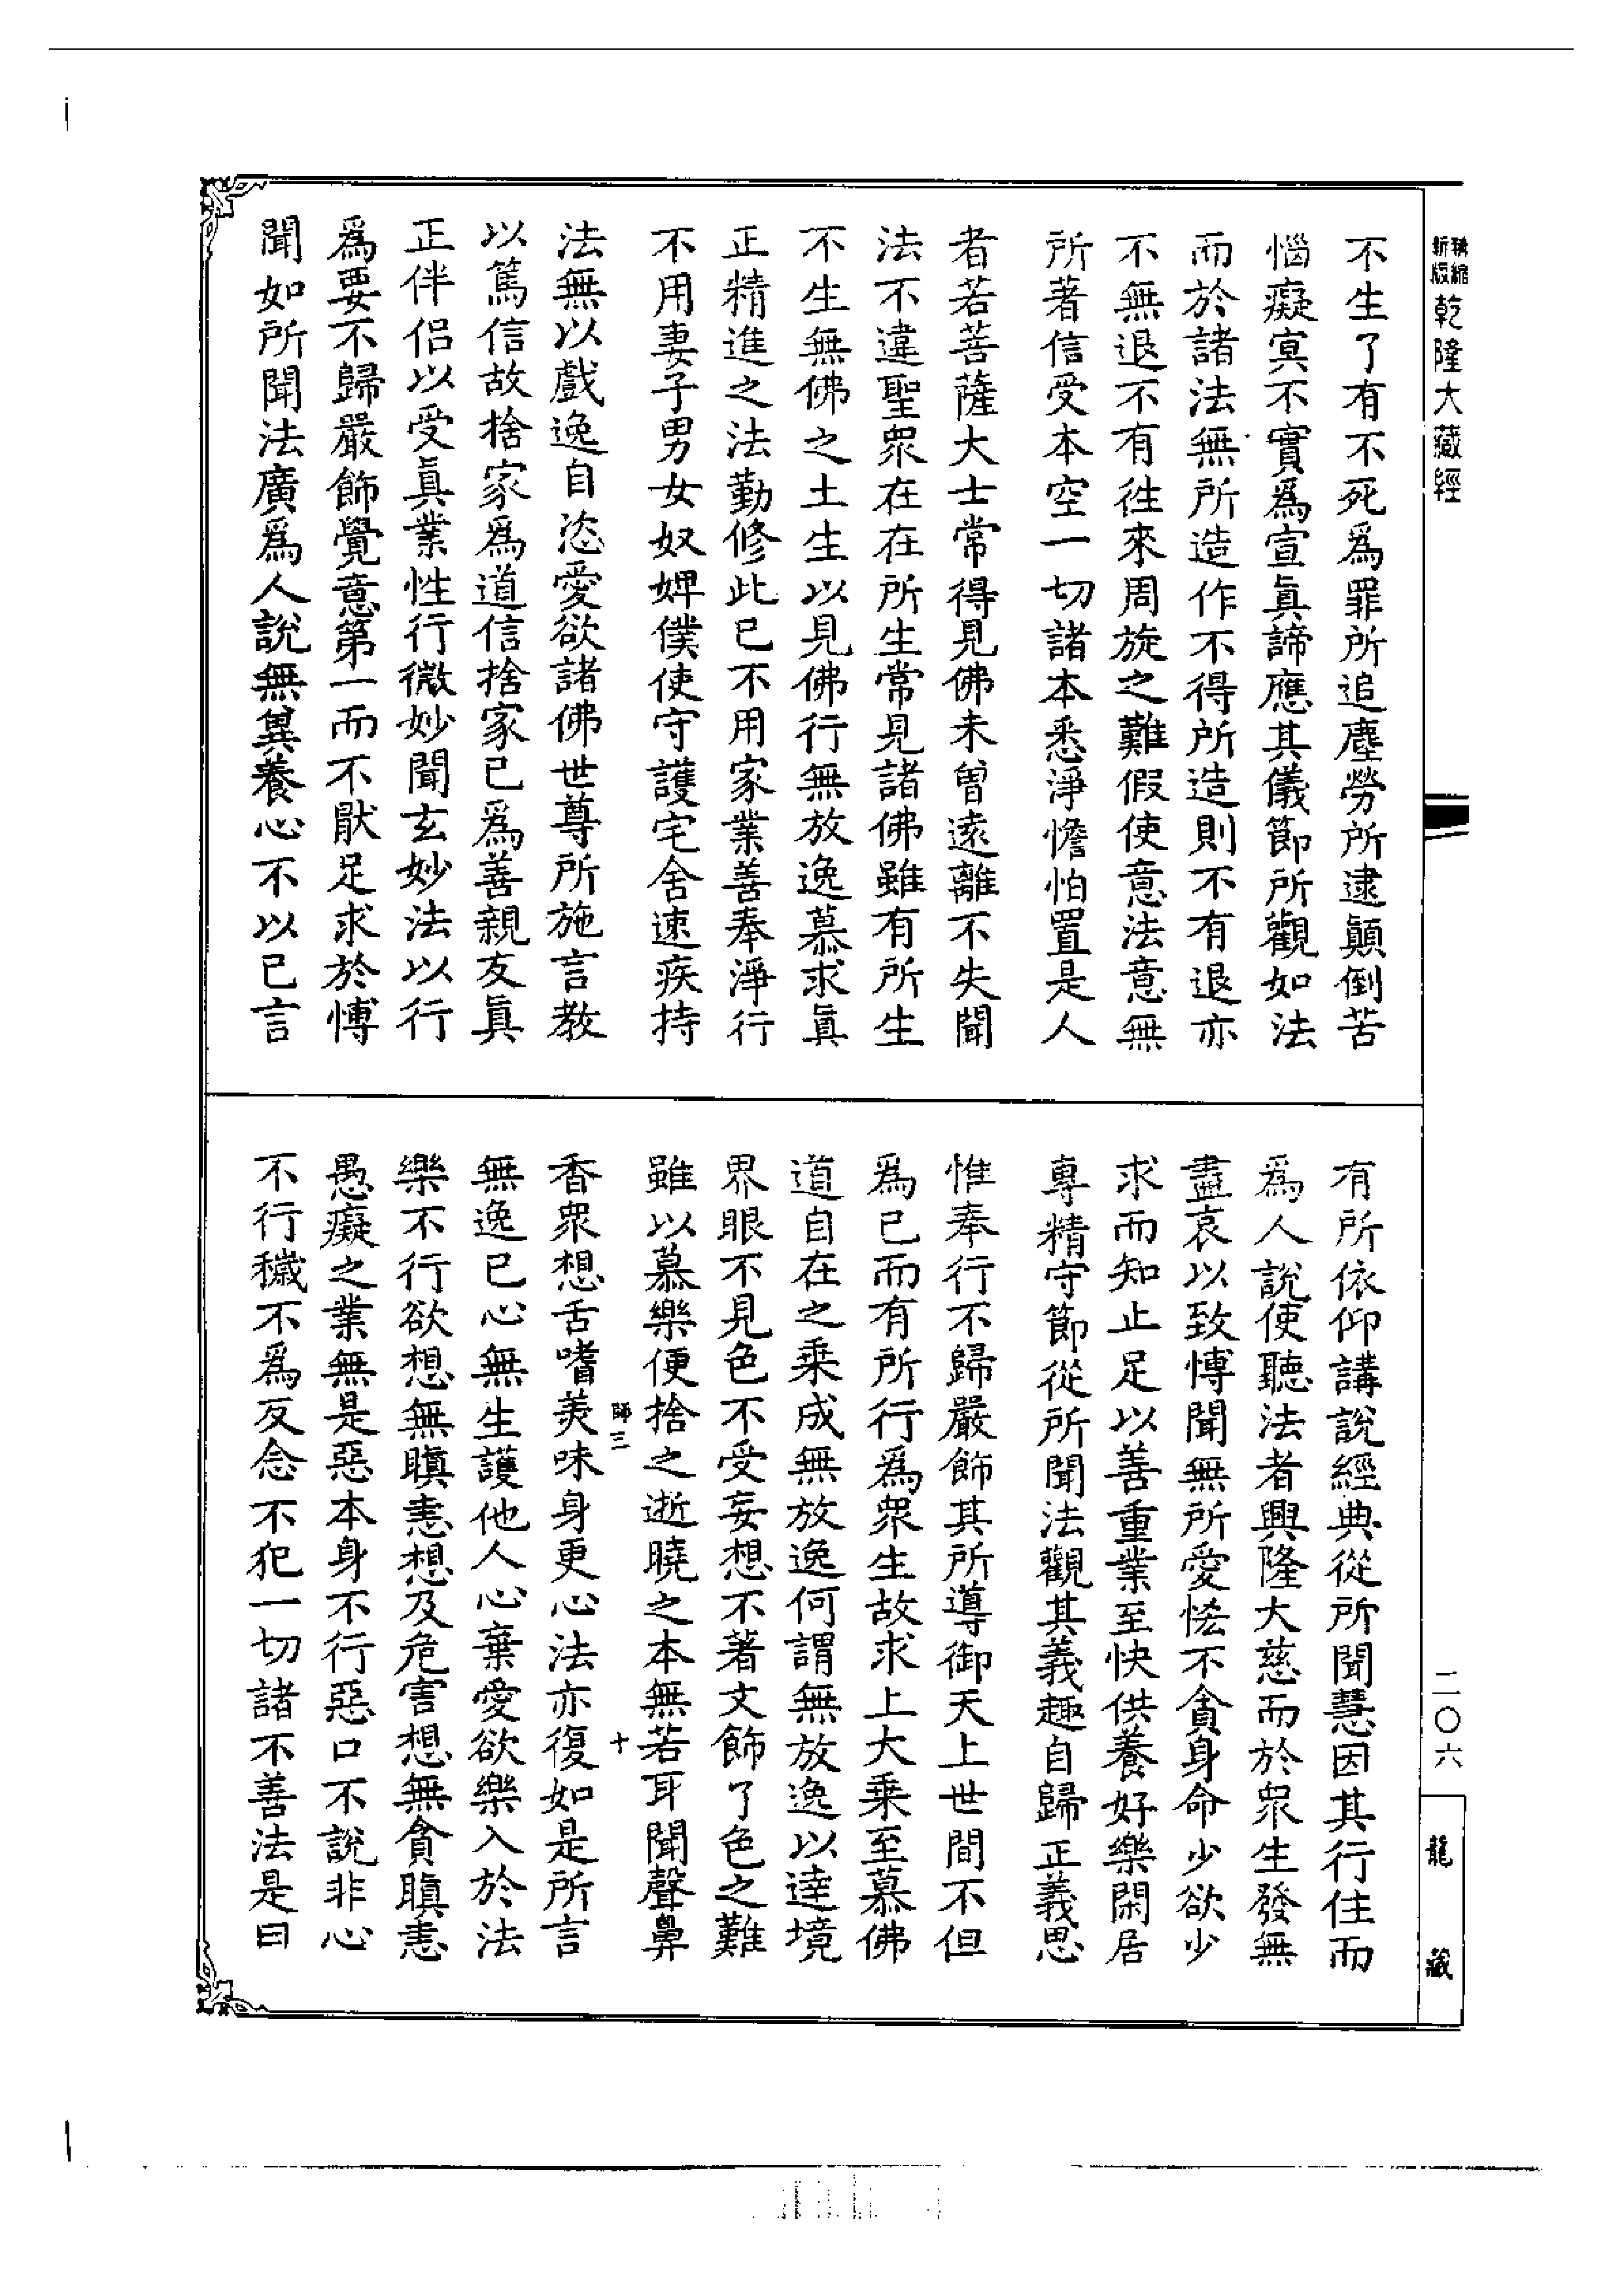 精縮新版乾隆大藏經
不生了有不死爲罪所追塵勞所逮顛倒苦
惱癡冥不實爲宣眞諦應其儀節所觀如法
而於諸法無所造作不得所造則不有退亦
不無退不有往來周旋之難假使意法意無
所著信受本空一切諸本悉淨憺怕置是人
者若菩薩大士常得見佛未曾遠離不失聞
法不違聖眾在在所生常見諸佛雖有所生
不生無佛之土生以見佛行無放逸慕求眞
正精進之法勤修此已不用家業善奉淨行
不用妻子男女奴婢僕使守護宅舍速疾持
法無以戲逸自恣愛欲諸佛世尊所施言教
以篤信故捨家爲道信捨家已爲善親友眞
正伴侣以受眞業性行微妙聞玄妙法以行
爲要不歸嚴飾覺意第一而不猒足求於愽
聞如所聞法廣爲人說無異養心不以已言
有所依仰講說經典從所聞慧因其行住而
爲人說使聽法者興隆大慈而於眾生發無
盡哀以致愽聞無所愛恡不貪身命少欲少
求而知止足以善重業至快供養好樂閑居
專精守節從所聞法觀其義趣自歸正義思
惟奉行不歸嚴飾其所導御天上世間不但
爲已而有所行爲眾生故求上大乗至慕佛
道自在之乗成無放逸何謂無放逸以逹境
界眼不見色不受妄想不著文飾了色之難
雖以慕樂便捨之逝曉之本無若耳聞聲鼻
師三
十
香眾想舌嗜美味身更心法亦復如是所言
無逸已心無生護他人心棄愛欲樂入於法
樂不行欲想無瞋恚想及危害想無貪瞋恚
愚癡之業無是惡本身不行惡口不說非心
不行穢不爲反念不犯一切諸不善法是曰
二〇六
龍藏